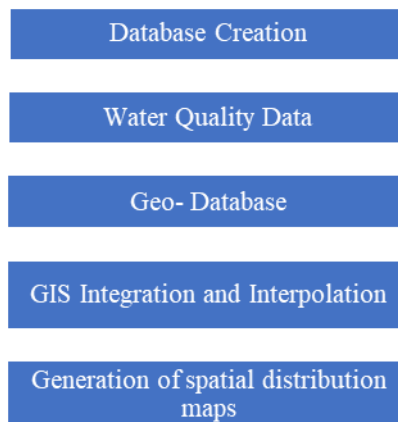 Database Creation
Water Quality Data
Geo- Database
GIS Integration and Interpolation
Generation of spatial distribution
maps